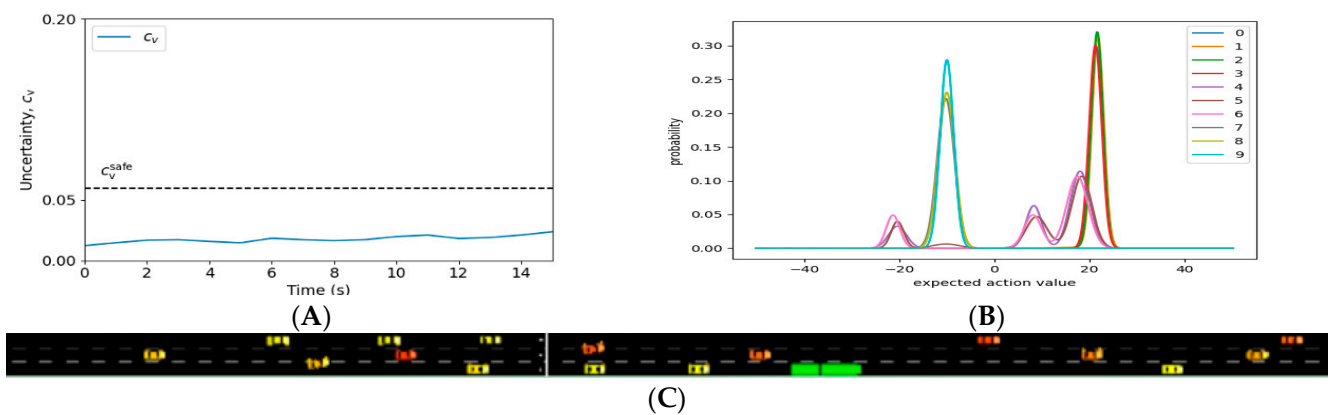 0.20
c_v
Uncertainty, c_v
c_v^safe
0.05
0.00
0 2 4 6 8 10 12 14
Time (s)
(A)
0.30
0.25
0.20
0.15
0.10
0.05
0.00
probability
0
1
2
3
4
5
6
7
8
9
−40 −20 0 20 40
expected action value
(B)
(C)